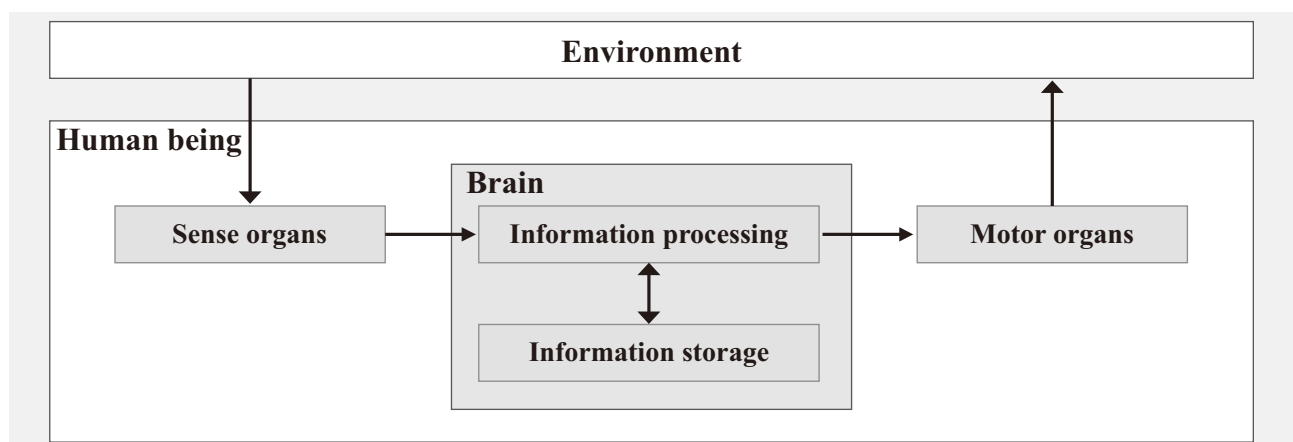 Environment
Human being
Brain
Sense organs
Information processing
Motor organs
Information storage